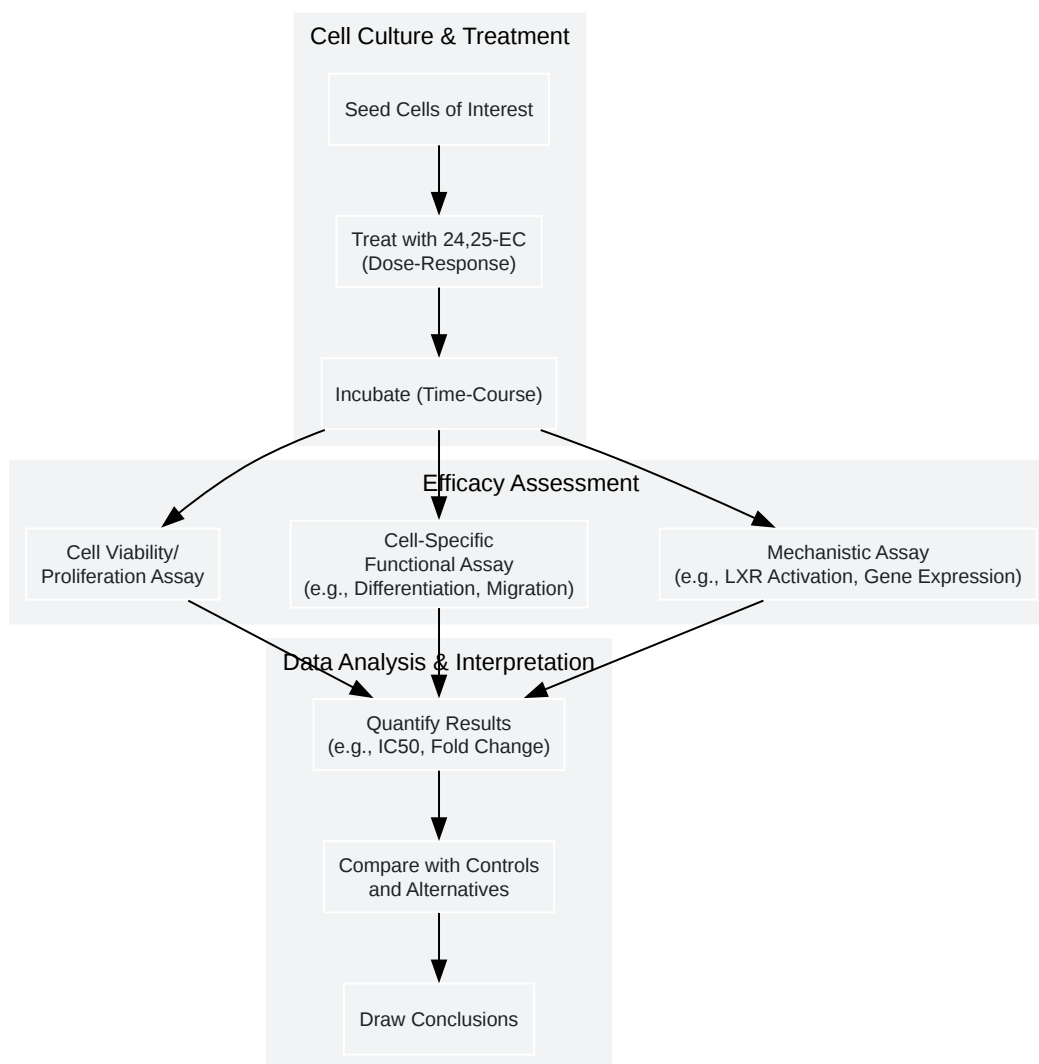 Cell Culture & Treatment
Seed Cells of Interest
Treat with 24,25-EC
(Dose-Response)
Incubate (Time-Course)
Efficacy Assessment
Cell Viability/
Proliferation Assay
Cell-Specific
Functional Assay
(e.g., Differentiation, Migration)
Mechanistic Assay
(e.g., LXR Activation, Gene Expression)
Data Analysis & Interpretation
Quantify Results
(e.g., IC50, Fold Change)
Compare with Controls
and Alternatives
Draw Conclusions